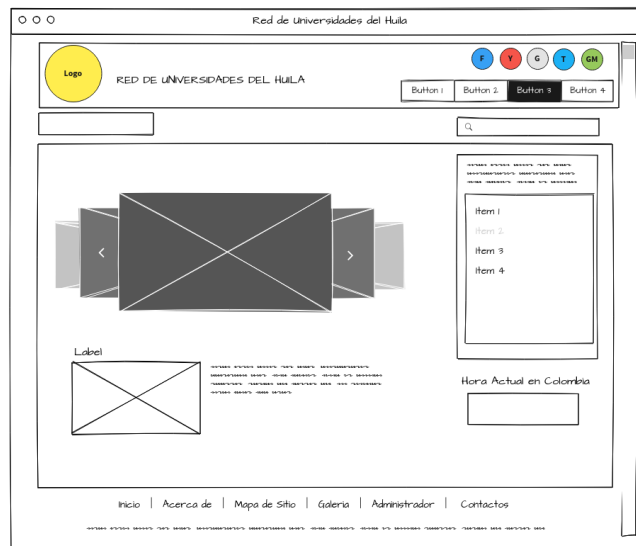 Red de Universidades del Huila
Logo
RED DE UNIVERSIDADES DEL HUILA
F Y G T GM
Button 1 Button 2 Button 3 Button 4
Item 1
Item 2
Item 3
Item 4
Label
Hora Actual en Colombia
Inicio | Acerca de | Mapa de Sitio | Galeria | Administrador | Contactos